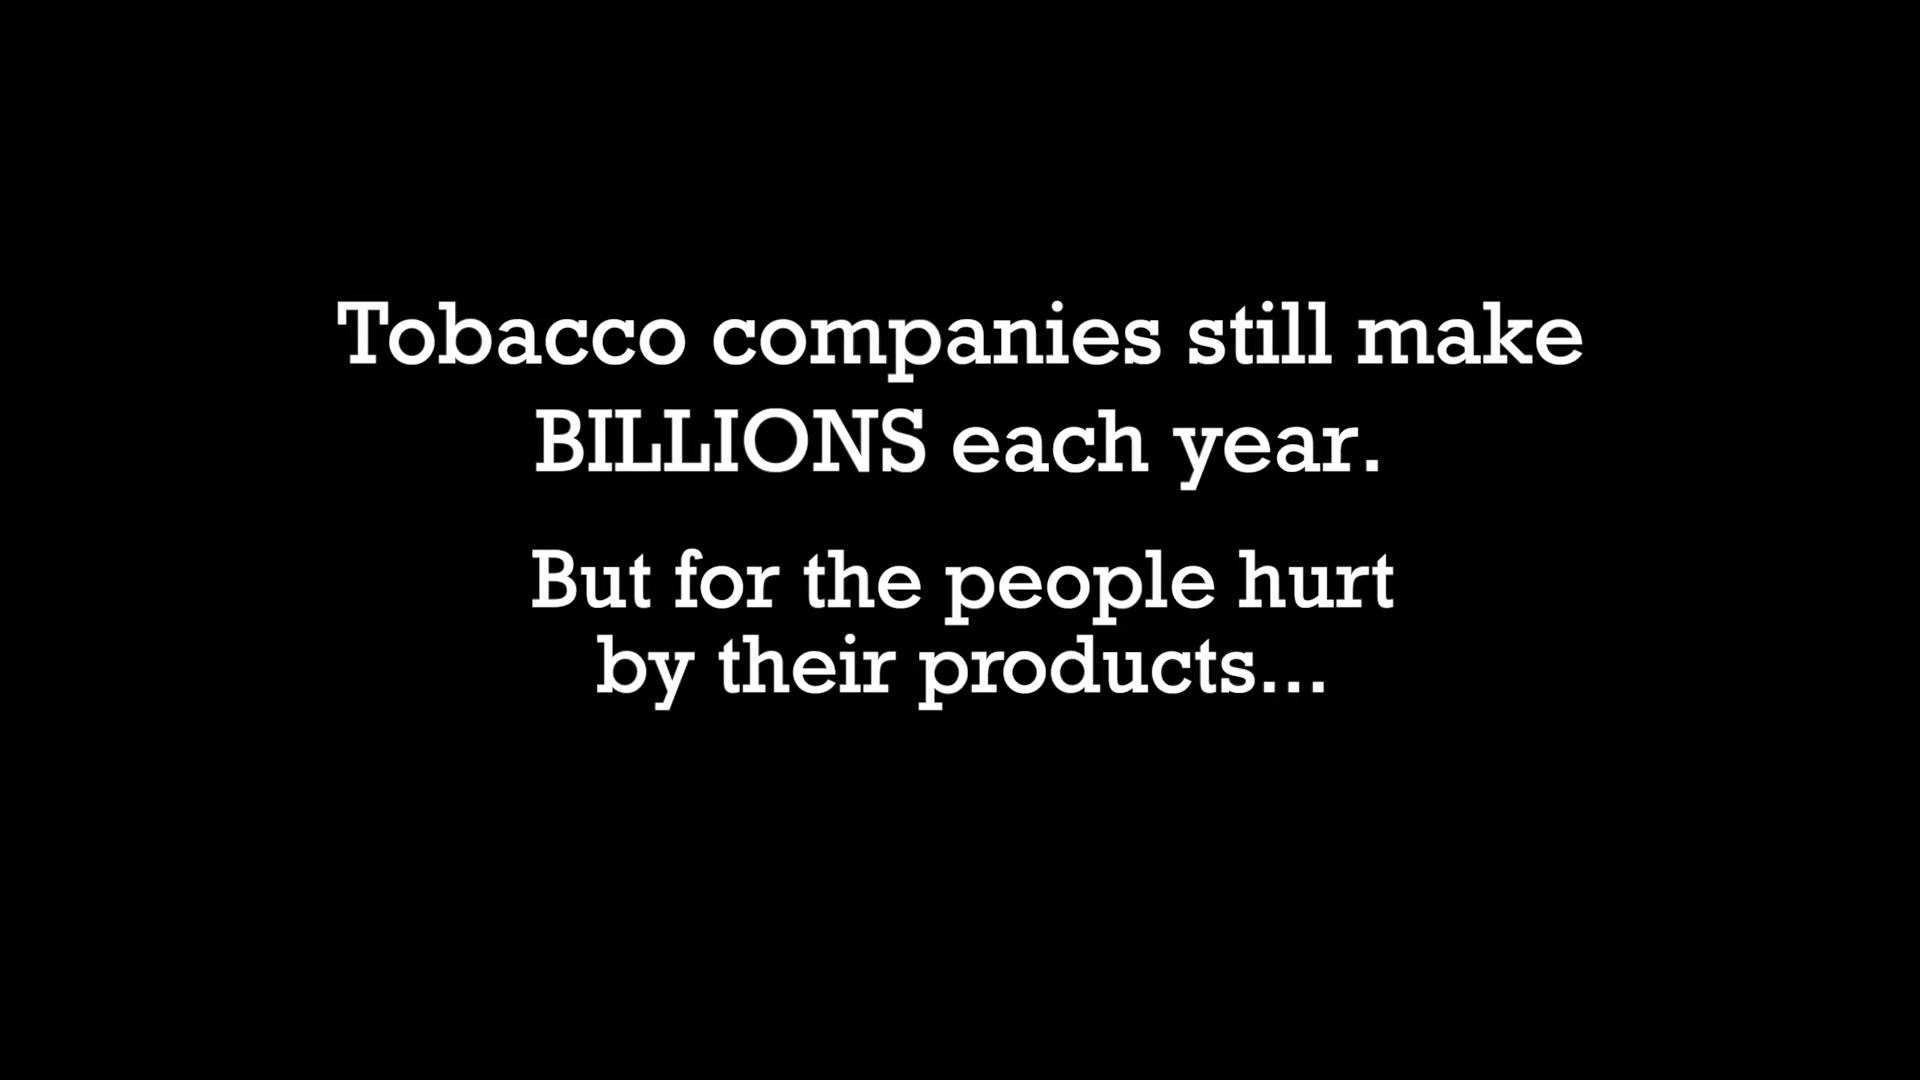 Tobacco companies still make
BILLIONS each year.
But for the people hurt
by their products...